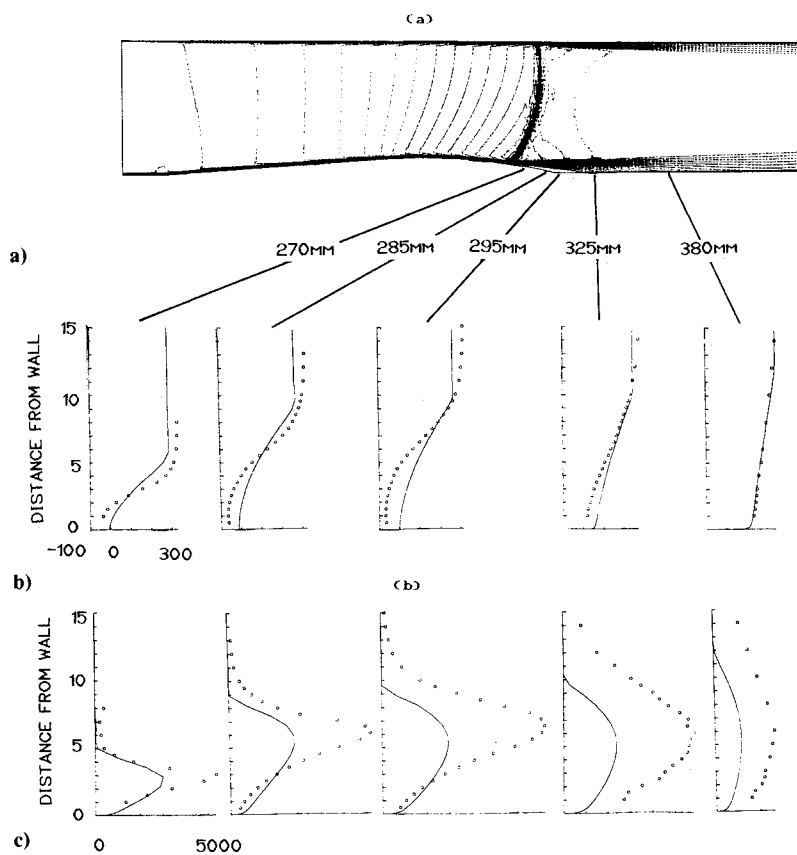 (a)
270MM 285MM 295MM 325MM 380MM
a)
15
10
5
0
DISTANCE FROM WALL
-100 0 300
b)
(b)
15
10
5
0
DISTANCE FROM WALL
0 5000
c)